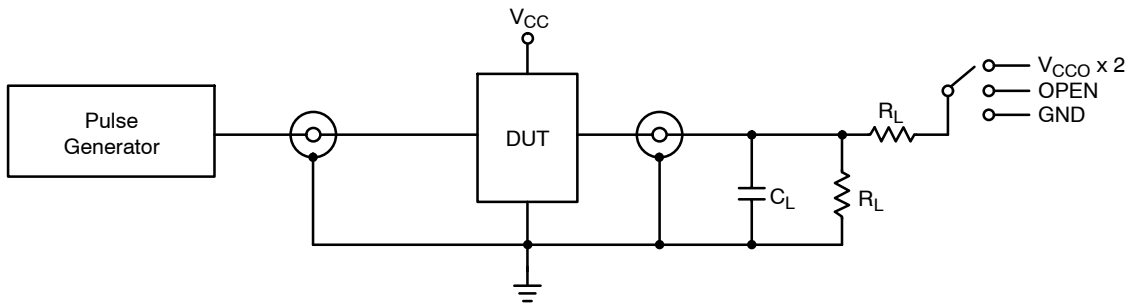 V_CC
Pulse
Generator
DUT
R_L
V_CCO x 2
OPEN
GND
C_L
R_L